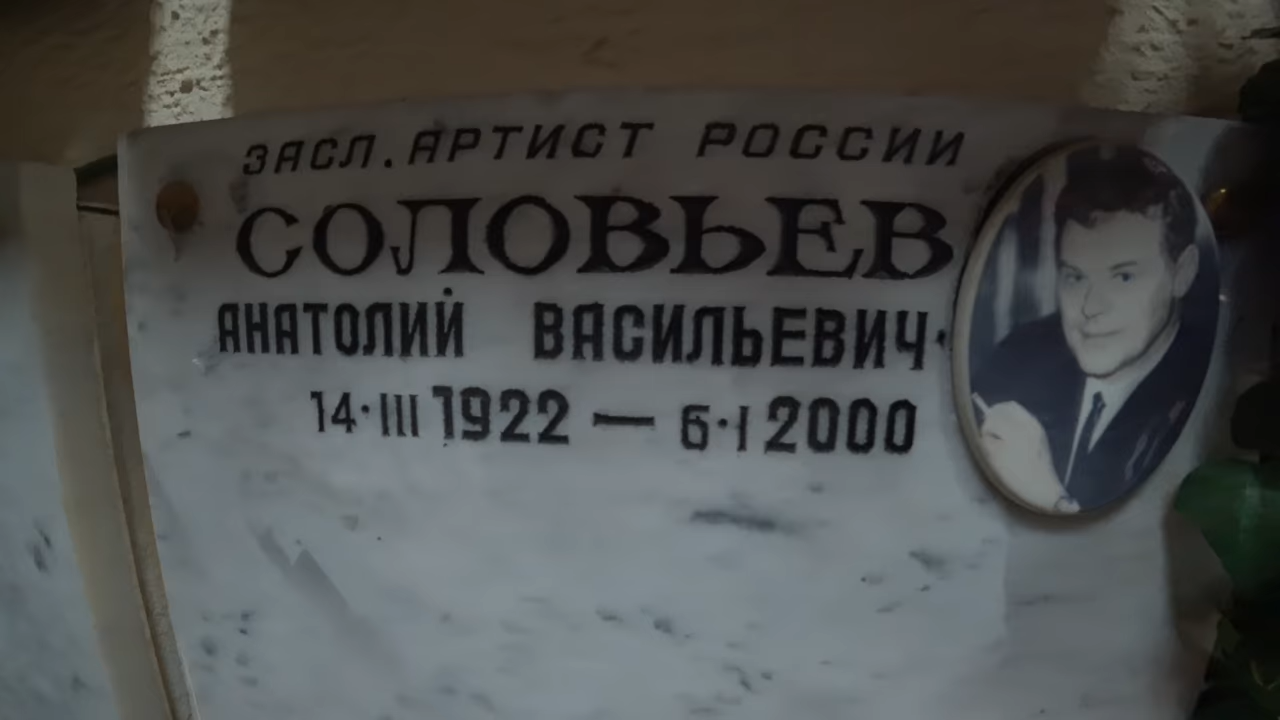 ЗАСЛ. АРТИСТ РОССИИ
СОЛОВЬЕВ
АНАТОЛИЙ ВАСИЛЬЕВИЧ
14·III 1922 — 6·I 2000